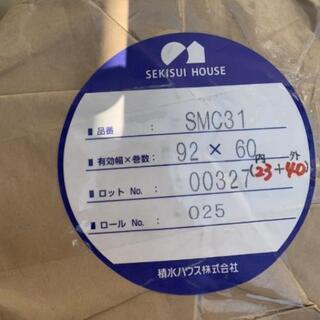 SEKISUI HOUSE
■ 品番 : SMC31
■ 有効幅×巻数: 92 × 60
内 外
(23+40)
■ ロット No. : 00327
■ ロール No. : 025
積水ハウス株式会社